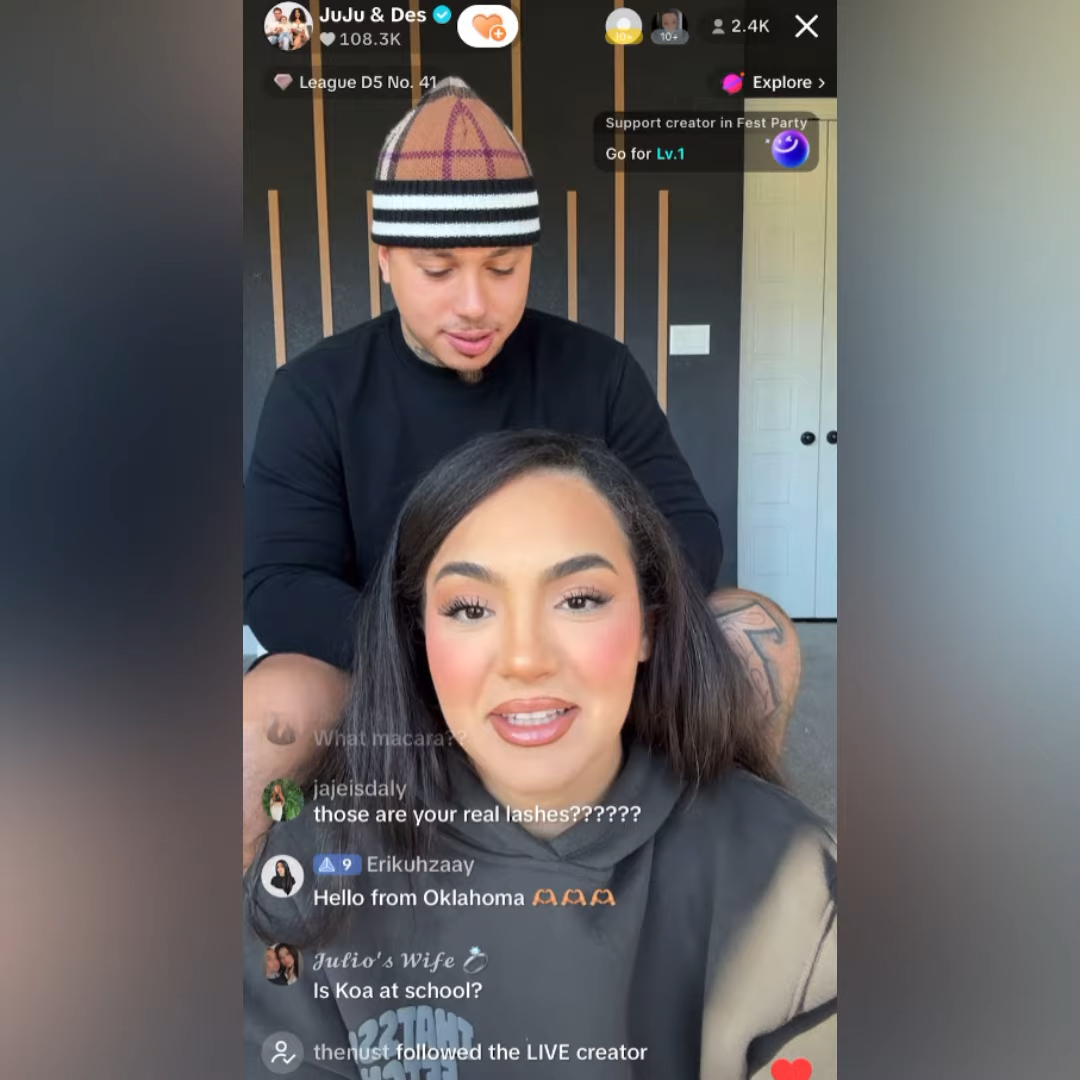 JuJu & Des
108.3K
2.4K
League D5 No. 41
Explore >
Support creator in Fest Party
Go for Lv.1
10+
10+
What macara??
jajeisdaly
those are your real lashes??????
9 Erikuhzaay
Hello from Oklahoma 🫶🏽🫶🏽🫶🏽
𝓙𝓾𝓵𝓲𝓸'𝓼 𝓦𝓲𝓯𝓮 💍
Is Koa at school?
thenust followed the LIVE creator